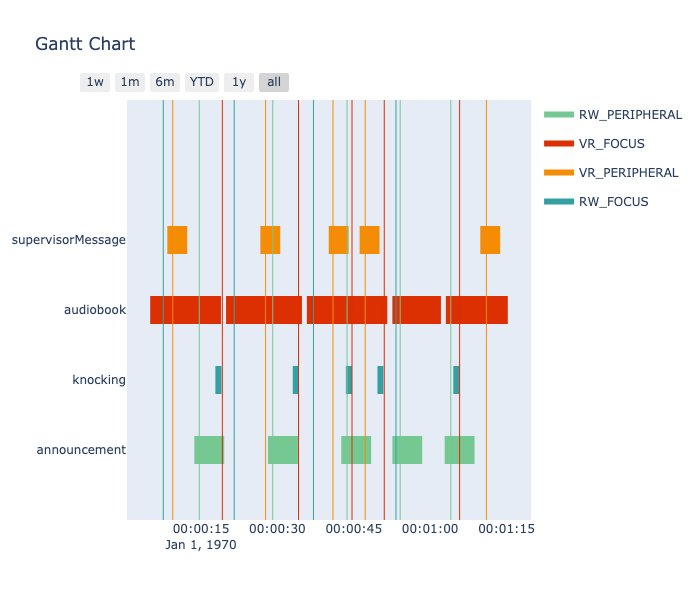 Gantt Chart
1w 1m 6m YTD 1y all
RW_PERIPHERAL
VR_FOCUS
VR_PERIPHERAL
RW_FOCUS
supervisorMessage
audiobook
knocking
announcement
00:00:15 00:00:30 00:00:45 00:01:00 00:01:15
Jan 1, 1970